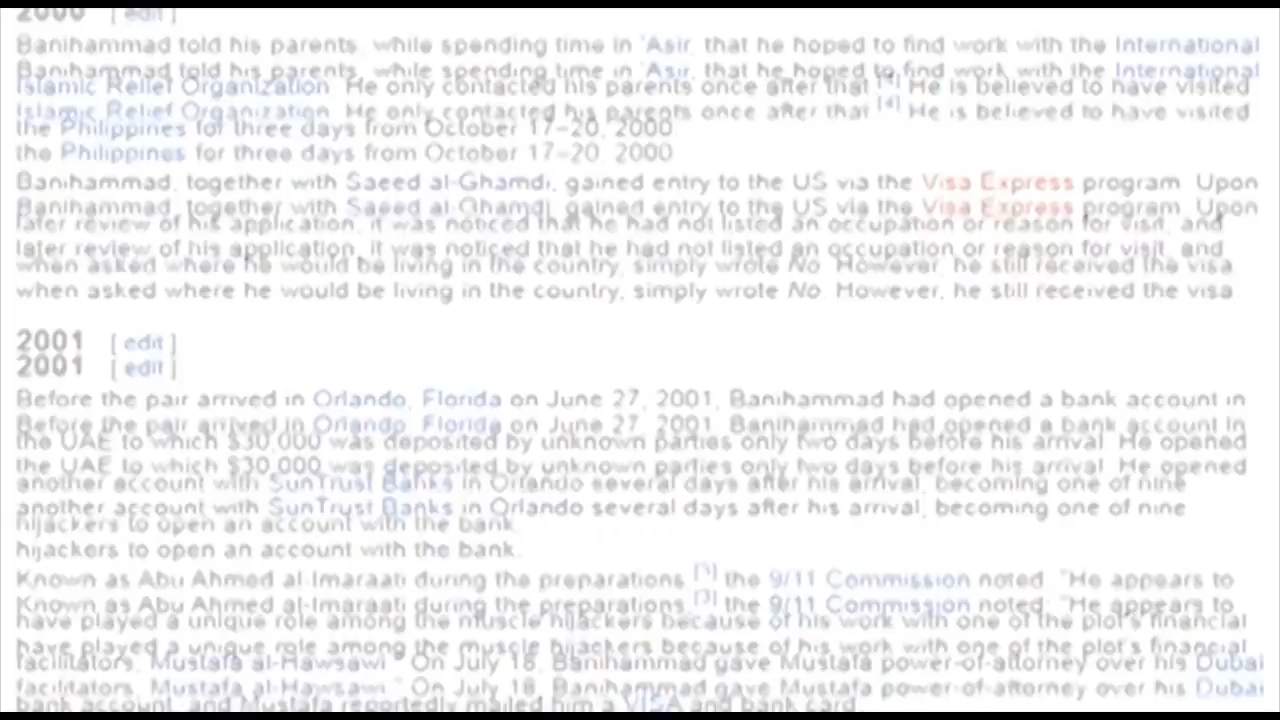 2000 [ edit ]
Banihammad told his parents, while spending time in 'Asir, that he hoped to find work with the International
Islamic Relief Organization. He only contacted his parents once after that.[4] He is believed to have visited
the Philippines for three days from October 17–20, 2000.
Banihammad, together with Saeed al-Ghamdi, gained entry to the US via the Visa Express program. Upon
later review of his application, it was noticed that he had not listed an occupation or reason for visit, and
when asked where he would be living in the country, simply wrote No. However, he still received the visa.
2001 [ edit ]
Before the pair arrived in Orlando, Florida on June 27, 2001, Banihammad had opened a bank account in
the UAE to which $30,000 was deposited by unknown parties only two days before his arrival. He opened
another account with SunTrust Banks in Orlando several days after his arrival, becoming one of nine
hijackers to open an account with the bank.
Known as Abu Ahmed al-Imaraati during the preparations,[3] the 9/11 Commission noted, "He appears to
have played a unique role among the muscle hijackers because of his work with one of the plot's financial
facilitators, Mustafa al-Hawsawi." On July 18, Banihammad gave Mustafa power-of-attorney over his Dubai
bank account, and Mustafa reportedly mailed him a VISA and bank card.